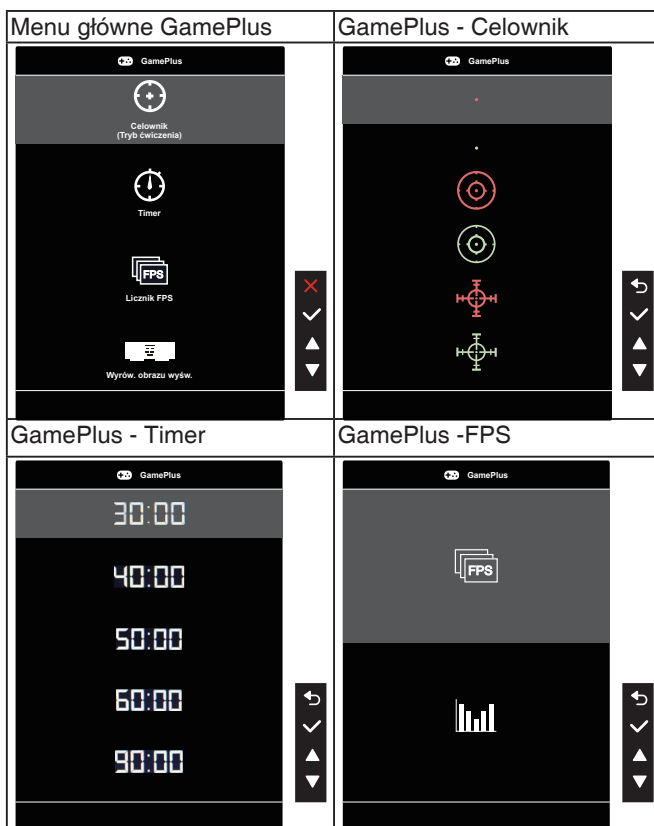 Menu główne GamePlus
GamePlus - Celownik
GamePlus
Celownik
(Tryb ćwiczenia)
Timer
FPS
Licznik FPS
Wyrów. obrazu wyśw.
GamePlus
GamePlus - Timer
GamePlus -FPS
GamePlus
30:00
40:00
50:00
60:00
90:00
GamePlus
FPS